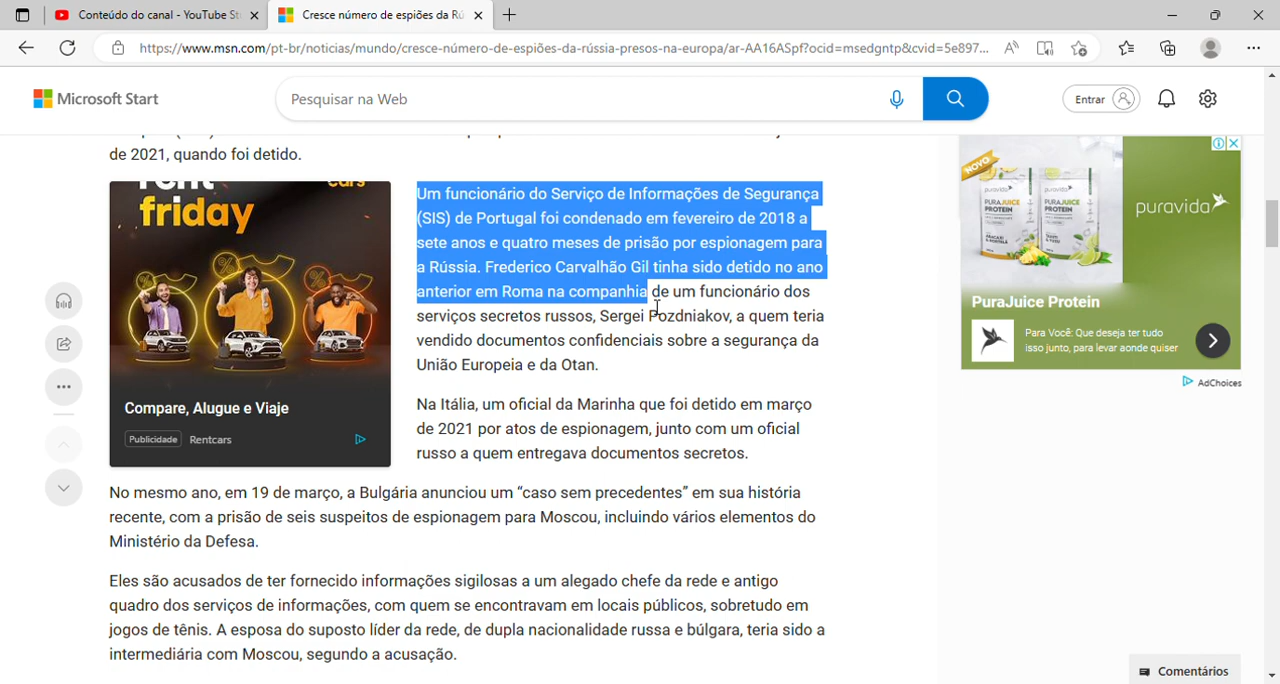 Conteúdo do canal - YouTube St
Cresce número de espiões da Rú
https://www.msn.com/pt-br/noticias/mundo/cresce-número-de-espiões-da-rússia-presos-na-europa/ar-AA16ASpf?ocid=msedgntp&cvid=5e897...
Microsoft Start
Pesquisar na Web
Entrar
de 2021, quando foi detido.
rent
cars
friday
Compare, Alugue e Viaje
Publicidade Rentcars
Um funcionário do Serviço de Informações de Segurança
(SIS) de Portugal foi condenado em fevereiro de 2018 a
sete anos e quatro meses de prisão por espionagem para
a Rússia. Frederico Carvalhão Gil tinha sido detido no ano
anterior em Roma na companhia de um funcionário dos
serviços secretos russos, Sergei Pozdniakov, a quem teria
vendido documentos confidenciais sobre a segurança da
União Europeia e da Otan.
Na Itália, um oficial da Marinha que foi detido em março
de 2021 por atos de espionagem, junto com um oficial
russo a quem entregava documentos secretos.
No mesmo ano, em 19 de março, a Bulgária anunciou um “caso sem precedentes” em sua história
recente, com a prisão de seis suspeitos de espionagem para Moscou, incluindo vários elementos do
Ministério da Defesa.
Eles são acusados de ter fornecido informações sigilosas a um alegado chefe da rede e antigo
quadro dos serviços de informações, com quem se encontravam em locais públicos, sobretudo em
jogos de tênis. A esposa do suposto líder da rede, de dupla nacionalidade russa e búlgara, teria sido a
intermediária com Moscou, segundo a acusação.
NOVO
puravida
PURAJUICE
PROTEIN
PURAJUICE
PROTEIN
puravida
PuraJuice Protein
Para Você: Que deseja ter tudo
isso junto, para levar aonde quiser
AdChoices
Comentários